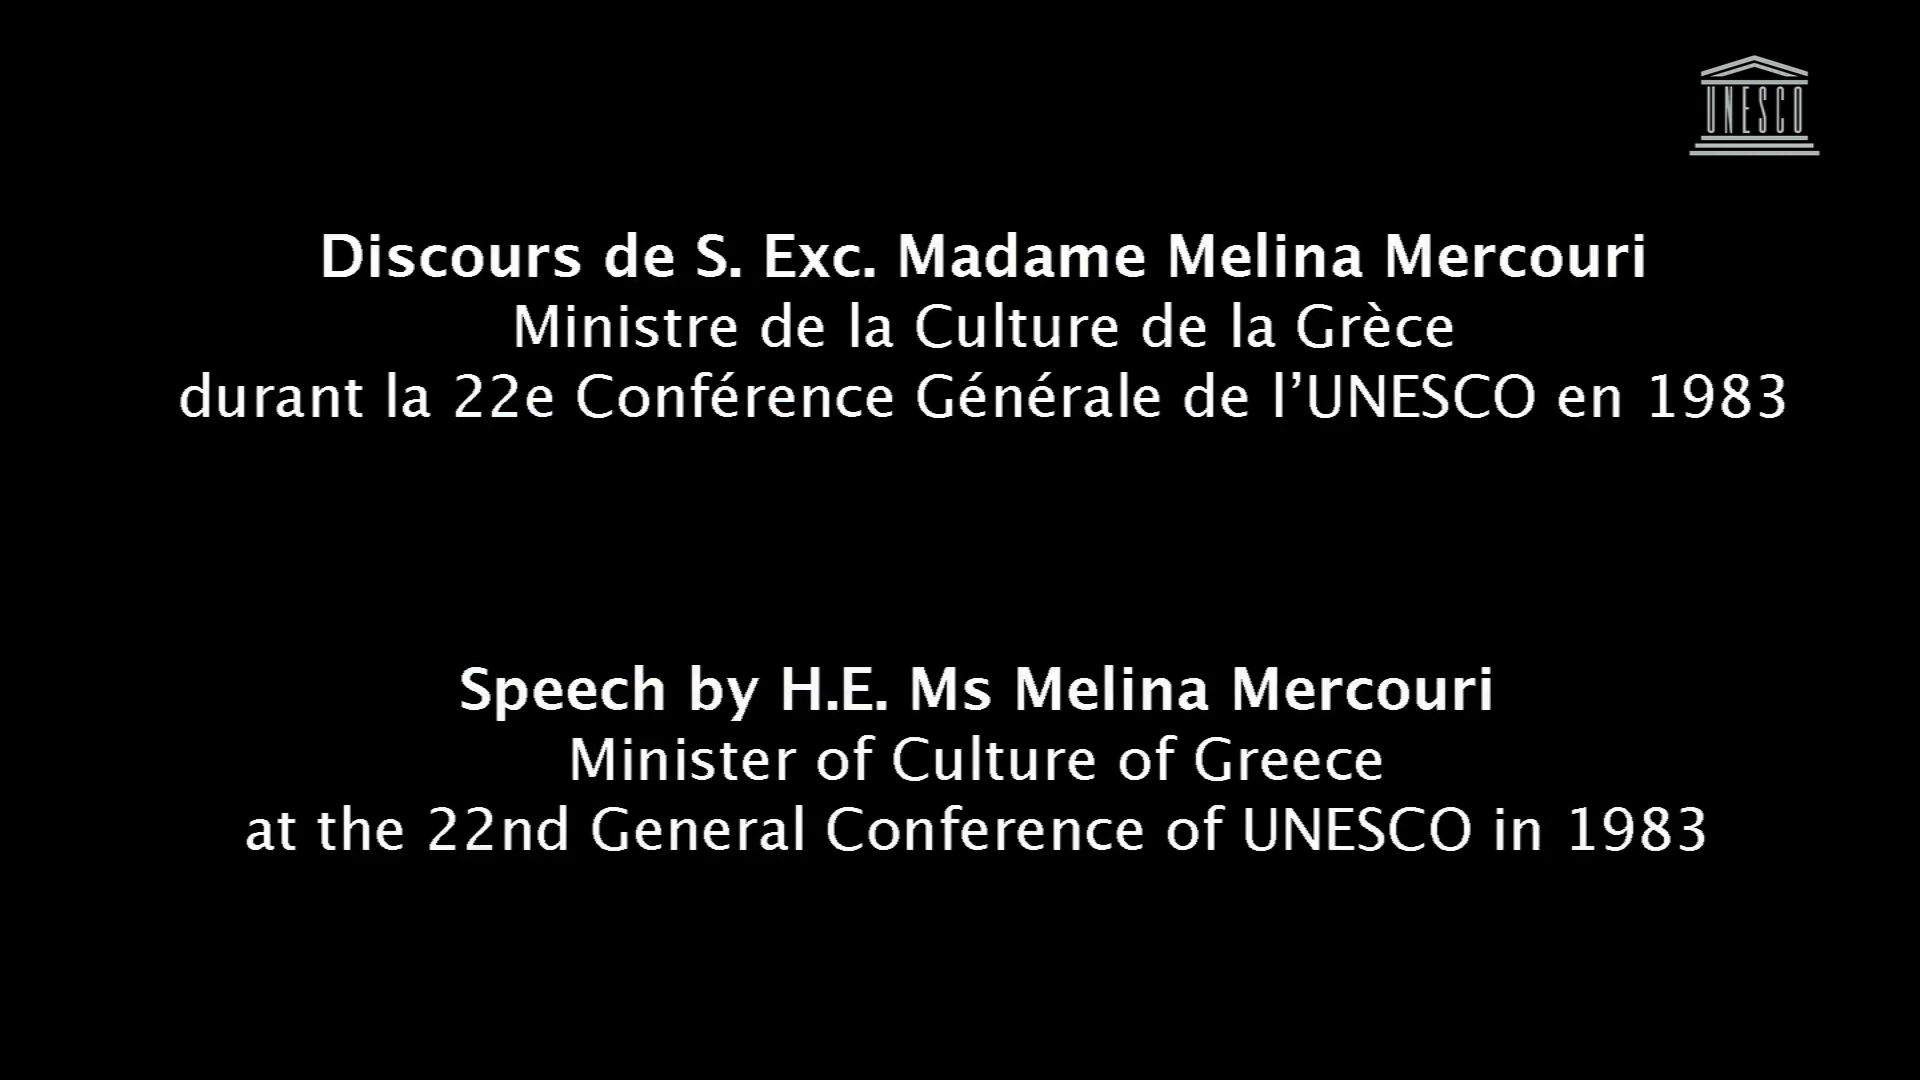 UNESCO
Discours de S. Exc. Madame Melina Mercouri
Ministre de la Culture de la Grèce
durant la 22e Conférence Générale de l’UNESCO en 1983
Speech by H.E. Ms Melina Mercouri
Minister of Culture of Greece
at the 22nd General Conference of UNESCO in 1983